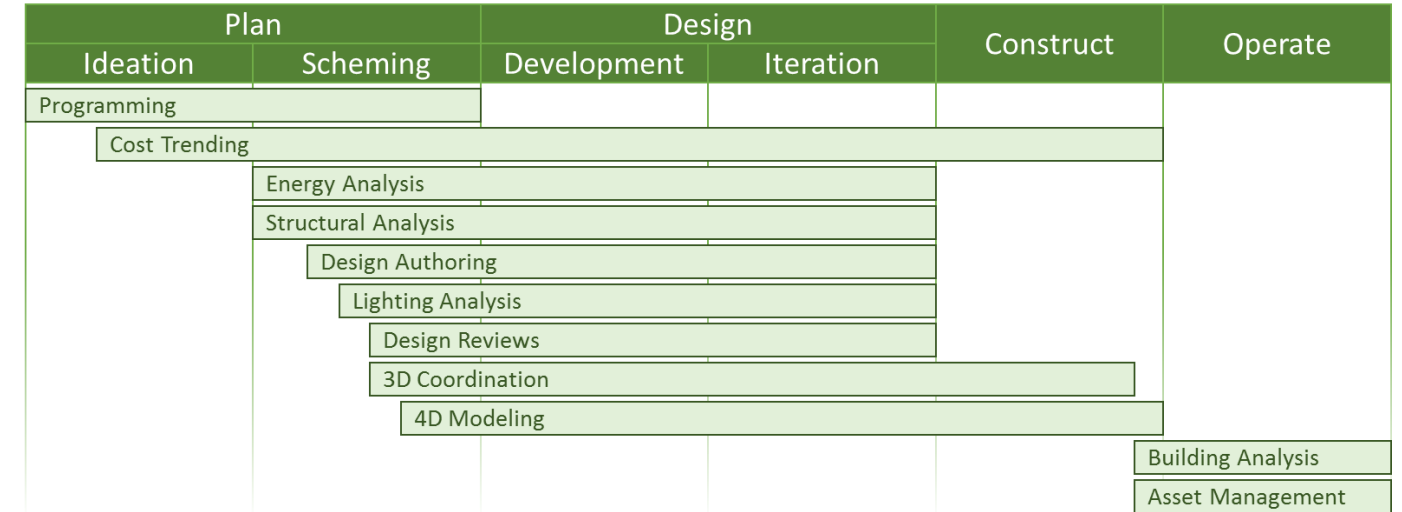 Plan
Design
Construct
Operate
Ideation
Scheming
Development
Iteration
Programming
Cost Trending
Energy Analysis
Structural Analysis
Design Authoring
Lighting Analysis
Design Reviews
3D Coordination
4D Modeling
Building Analysis
Asset Management